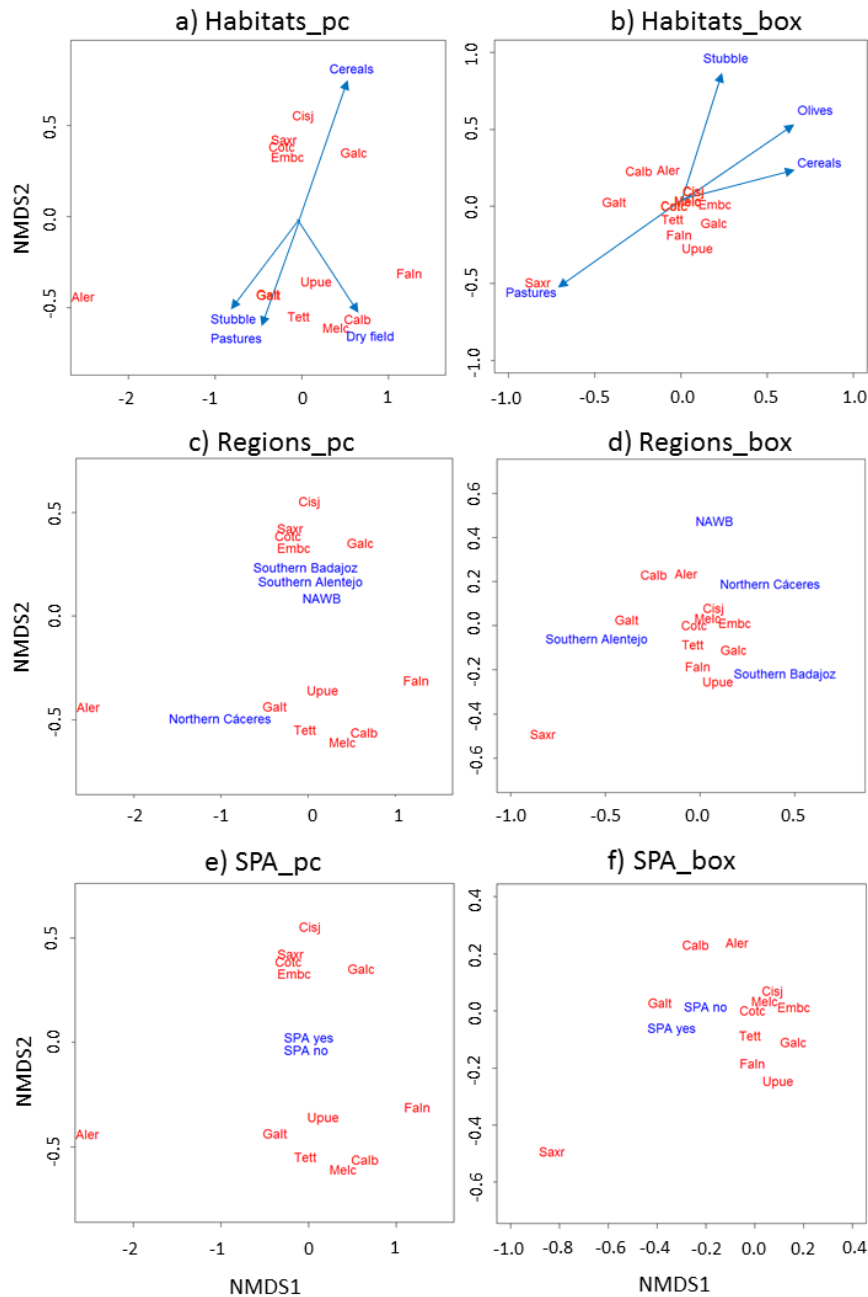 a) Habitats_pc
Cereals
0.5
Cisj
Saxr
Cotc
Embc
Galc
NMDS2
0.0
Aler
Galt
Upue
Faln
-0.5
Stubble
Tett
Calb
Pastures
Melc
Dry field
-2
-1
0
1
b) Habitats_box
1.0
Stubble
Olives
0.5
Cereals
Calb
Aler
Cisj
Galt
Melc
Embc
0.0
Cotc
Tett
Galc
Faln
Upue
Saxr
-0.5
Pastures
-1.0
-1.0
-0.5
0.0
0.5
1.0
c) Regions_pc
0.5
Cisj
Saxr
Cotc
Embc
Galc
Southern Badajoz
Southern Alentejo
NAWB
NMDS2
0.0
Aler
Galt
Upue
Faln
-0.5
Northern Cáceres
Tett
Calb
Melc
-2
-1
0
1
d) Regions_box
0.6
NAWB
0.4
Calb
Aler
0.2
Northern Cáceres
Cisj
Galt
Melc
Embc
0.0
Cotc
Southern Alentejo
Tett
Galc
-0.2
Faln
Southern Badajoz
Upue
-0.4
Saxr
-0.6
-1.0
-0.5
0.0
0.5
e) SPA_pc
0.5
Cisj
Saxr
Cotc
Embc
Galc
NMDS2
0.0
SPA yes
SPA no
Aler
Galt
Upue
Faln
-0.5
Tett
Calb
Melc
-2
-1
0
1
NMDS1
f) SPA_box
0.4
Calb
Aler
0.2
Cisj
Galt
SPA no
Melc
Embc
0.0
Cotc
SPA yes
Tett
Galc
-0.2
Faln
Upue
-0.4
Saxr
-0.6
-1.0
-0.8
-0.6
-0.4
-0.2
0.0
0.2
0.4
NMDS1